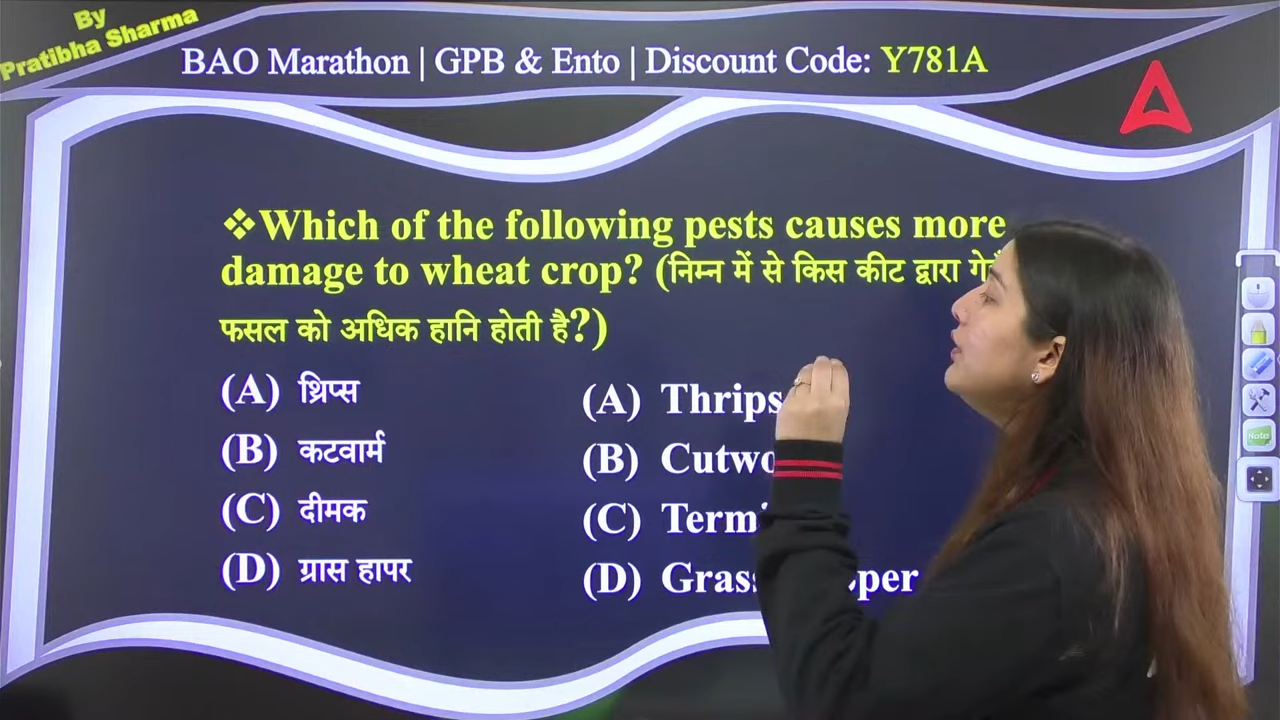 By
Pratibha Sharma
BAO Marathon | GPB & Ento | Discount Code: Y781A
❖Which of the following pests causes more
damage to wheat crop? (निम्न में से किस कीट द्वारा
फसल को अधिक हानि होती है?)
(A) थ्रिप्स
(B) कटवार्म
(C) दीमक
(D) ग्रास हापर
(A) Thrips
(B)
(C)
(D)
Note